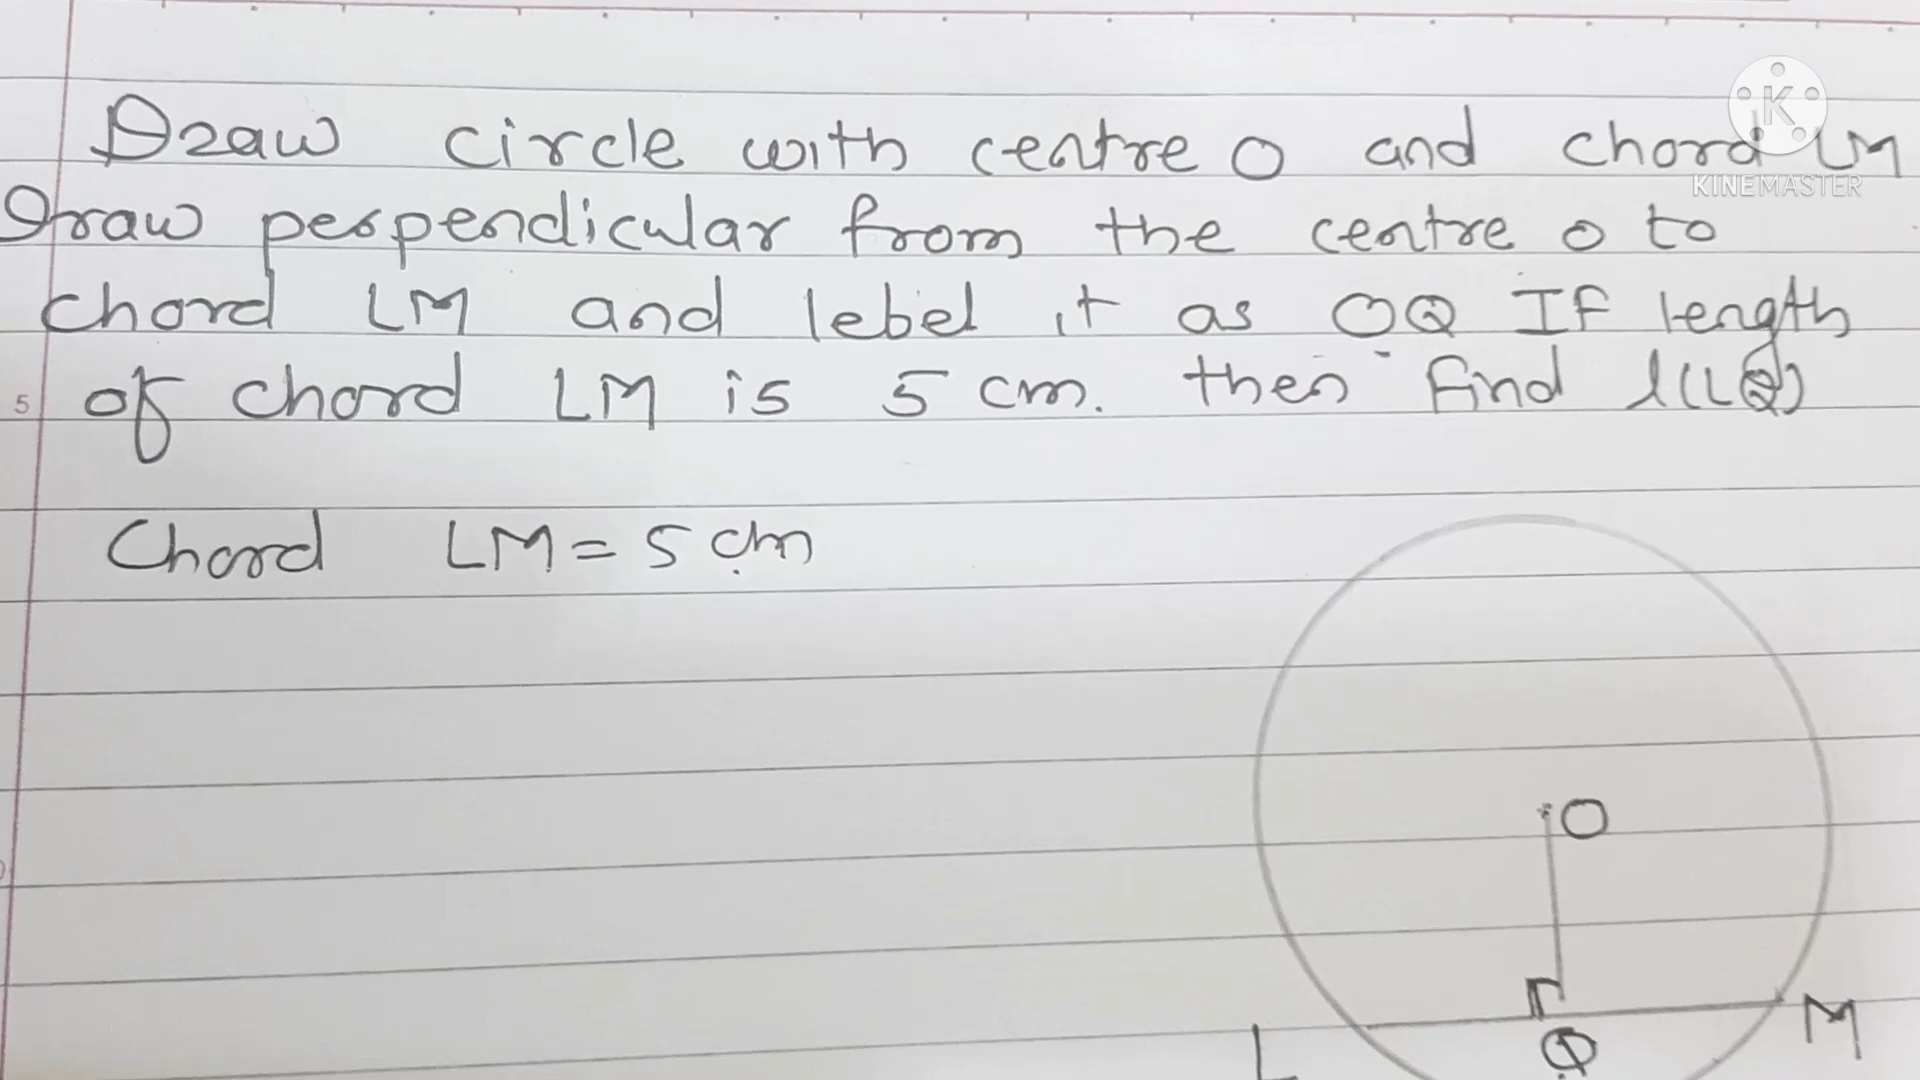 Draw circle with centre O and chord LM
Draw perpendicular from the centre O to
chord LM and lebel it as OQ IF length
of chord LM is 5 cm. then Find l(LQ)
5
Chord LM = 5 cm
O
M
L
Q
K
KINEMASTER